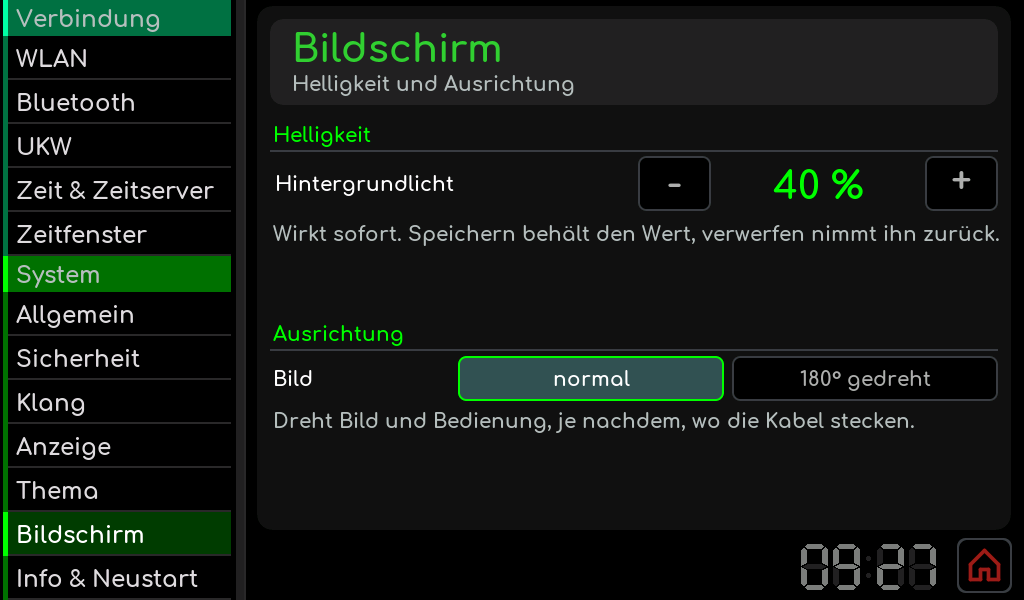 Verbindung
WLAN
Bluetooth
UKW
Zeit & Zeitserver
Zeitfenster
System
Allgemein
Sicherheit
Klang
Anzeige
Thema
Bildschirm
Info & Neustart
Bildschirm
Helligkeit und Ausrichtung
Helligkeit
Hintergrundlicht - 40 % +
Wirkt sofort. Speichern behält den Wert, verwerfen nimmt ihn zurück.
Ausrichtung
Bild normal 180° gedreht
Dreht Bild und Bedienung, je nachdem, wo die Kabel stecken.
09:27